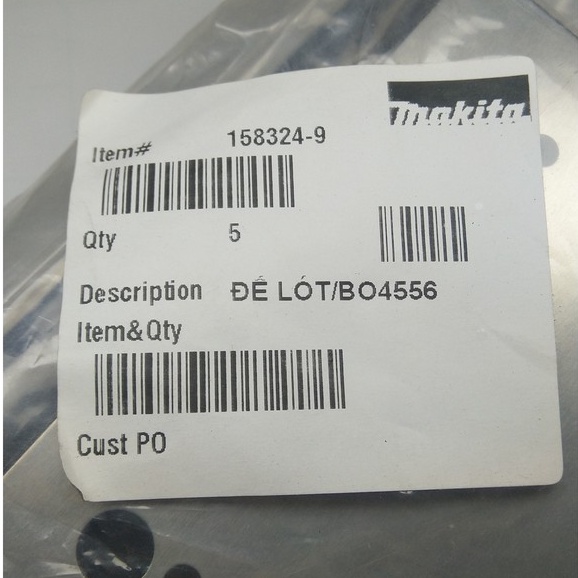 makita
Item# 158324-9
Qty 5
Description ĐẾ LÓT/BO4556
Item&Qty
Cust PO